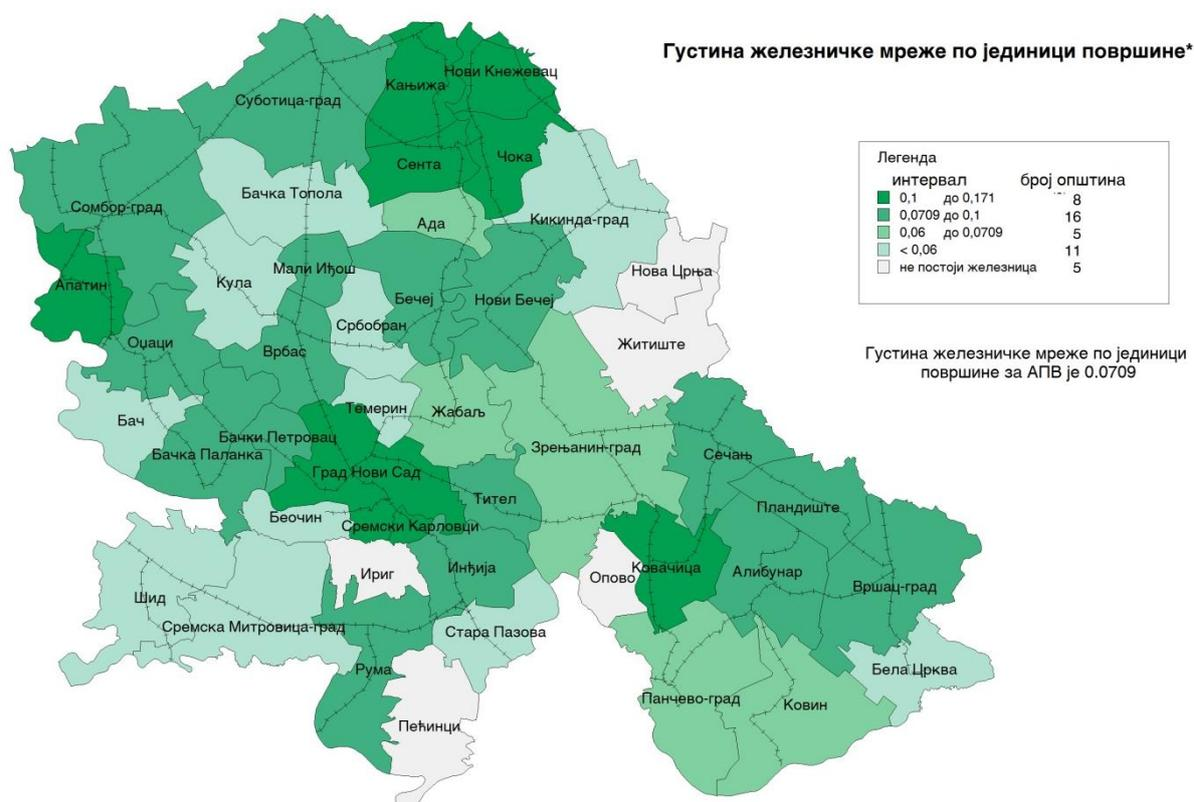 Густина железничке мреже по јединици површине*
Легенда
интервал број општина
0,1 до 0,171 8
0,0709 до 0,1 16
0,06 до 0,0709 5
< 0,06 11
не постоји железница 5
Густина железничке мреже по јединици
површине за АПВ је 0.0709
Нови Кнежевац
Кањижа
Суботица-град
Чока
Сента
Бачка Топола
Сомбор-град
Ада
Кикинда-град
Мали Иђош
Нова Црња
Апатин
Кула
Бечеј
Нови Бечеј
Србобран
Оџаци
Врбас
Житиште
Темерин
Жабаљ
Бач
Бачки Петровац
Бачка Паланка
Зрењанин-град
Сечањ
Град Нови Сад
Тител
Пландиште
Беочин
Сремски Карловци
Ириг
Инђија
Опово
Ковачица
Алибунар
Вршац-град
Шид
Сремска Митровица-град
Стара Пазова
Рума
Бела Црква
Панчево-град
Ковин
Пећинци